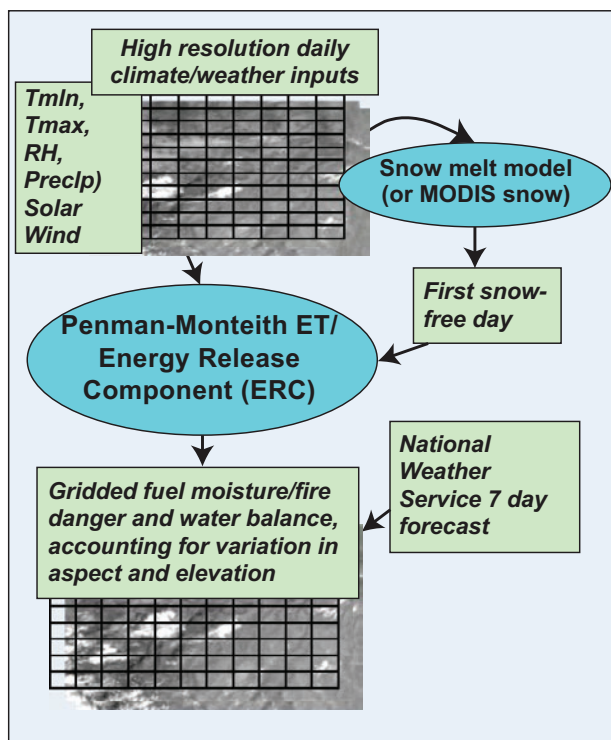 High resolution daily
climate/weather inputs
Tmln,
Tmax,
RH,
Preclp)
Solar
Wind
Snow melt model
(or MODIS snow)
First snow-
free day
Penman-Monteith ET/
Energy Release
Component (ERC)
National
Weather
Service 7 day
forecast
Gridded fuel moisture/fire
danger and water balance,
accounting for variation in
aspect and elevation